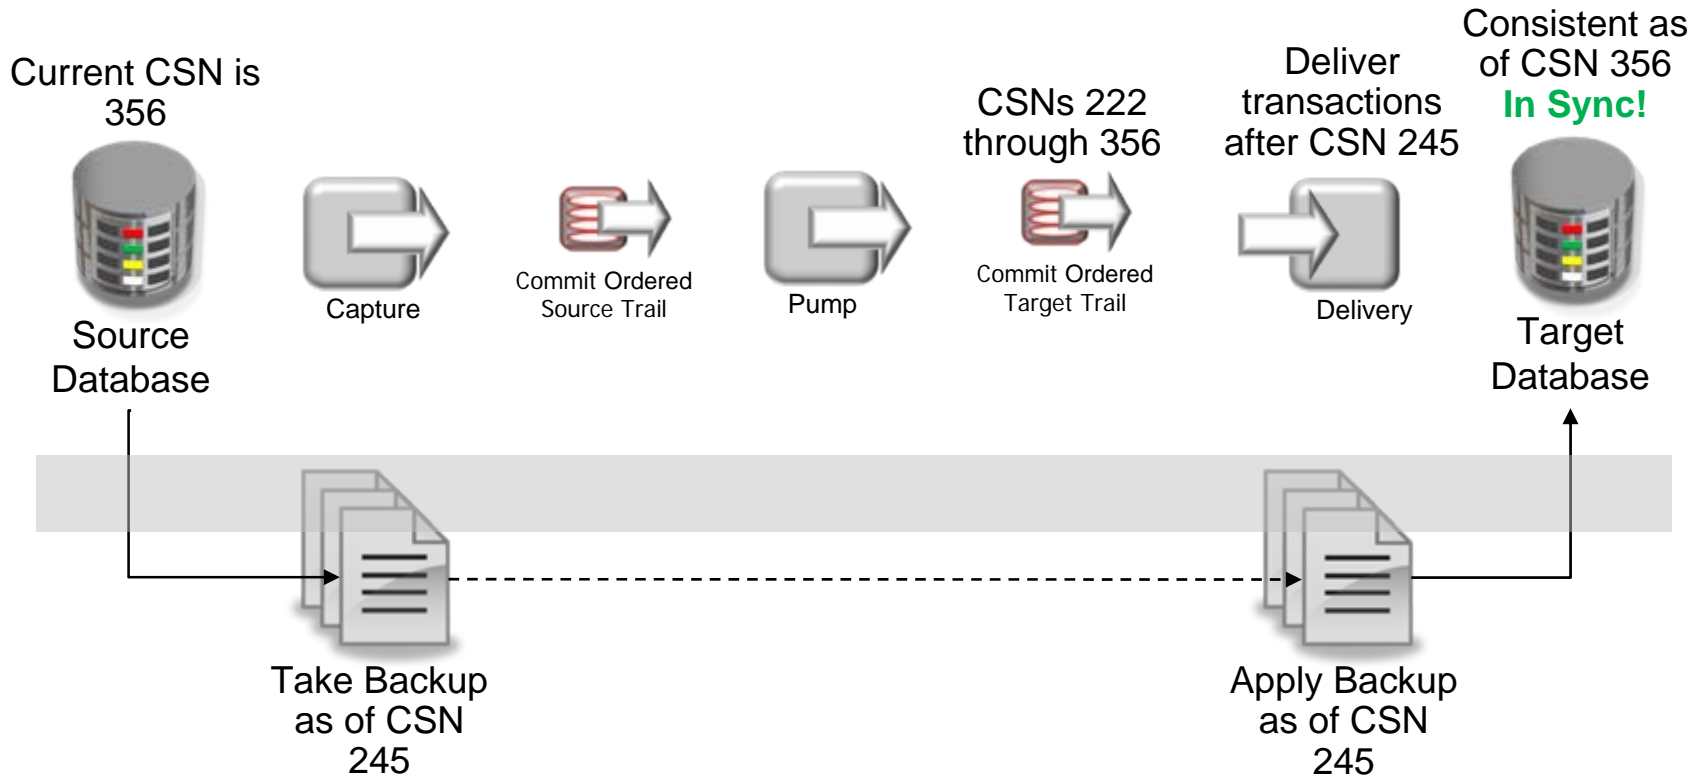 Current CSN is
356
Source
Database
Capture
Commit Ordered
Source Trail
Pump
CSNs 222
through 356
Commit Ordered
Target Trail
Deliver
transactions
after CSN 245
Delivery
Consistent as
of CSN 356
In Sync!
Target
Database
Take Backup
as of CSN
245
Apply Backup
as of CSN
245